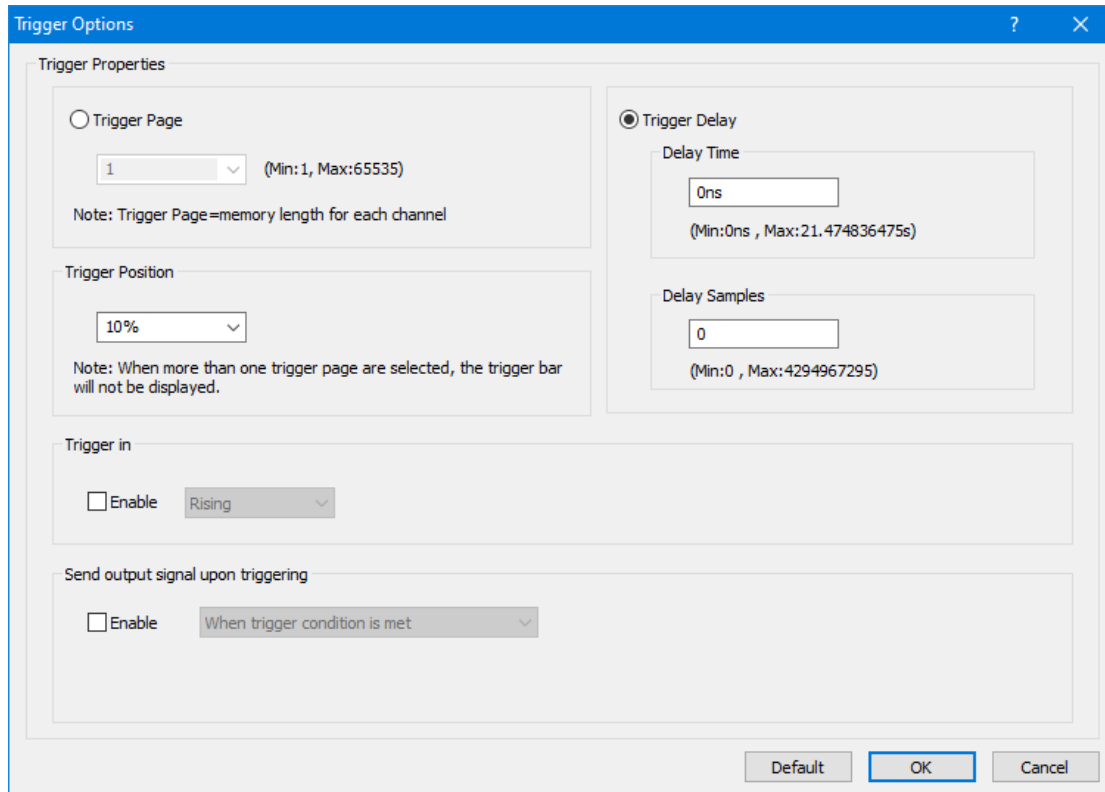 Trigger Options
?
Trigger Properties
Trigger Page
1
(Min:1, Max:65535)
Note: Trigger Page=memory length for each channel
Trigger Position
10%
Note: When more than one trigger page are selected, the trigger bar
will not be displayed.
Trigger Delay
Delay Time
0ns
(Min:0ns , Max:21.474836475s)
Delay Samples
0
(Min:0 , Max:4294967295)
Trigger in
Enable
Rising
Send output signal upon triggering
Enable
When trigger condition is met
Default
OK
Cancel